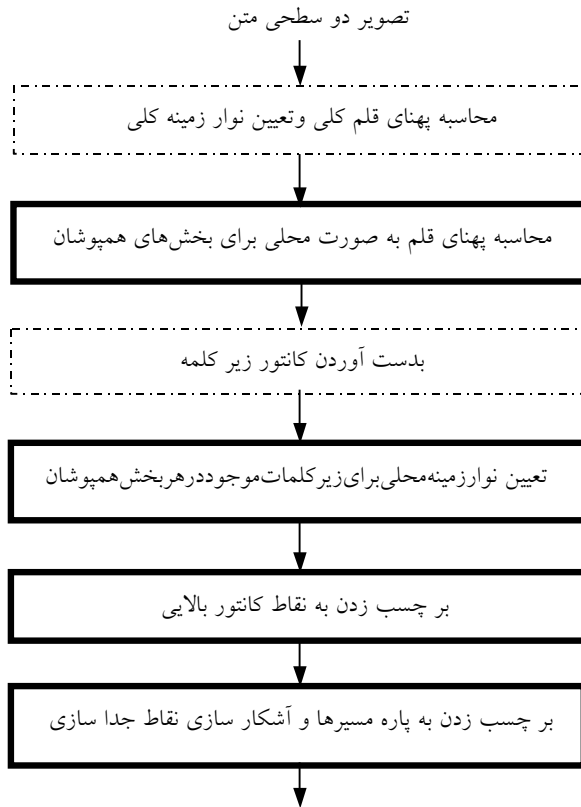 تصویر دو سطحی متن
محاسبه پهنای قلم کلی وتعیین نوار زمینه کلی
محاسبه پهنای قلم به صورت محلی برای بخش‌های همپوشان
بدست آوردن کانتور زیر کلمه
تعیین نوارزمینه‌محلی‌برای‌زیرکلمات‌موجوددرهربخش‌همپوشان
بر چسب زدن به نقاط کانتور بالایی
بر چسب زدن به پاره مسیرها و آشکار سازی نقاط جدا سازی